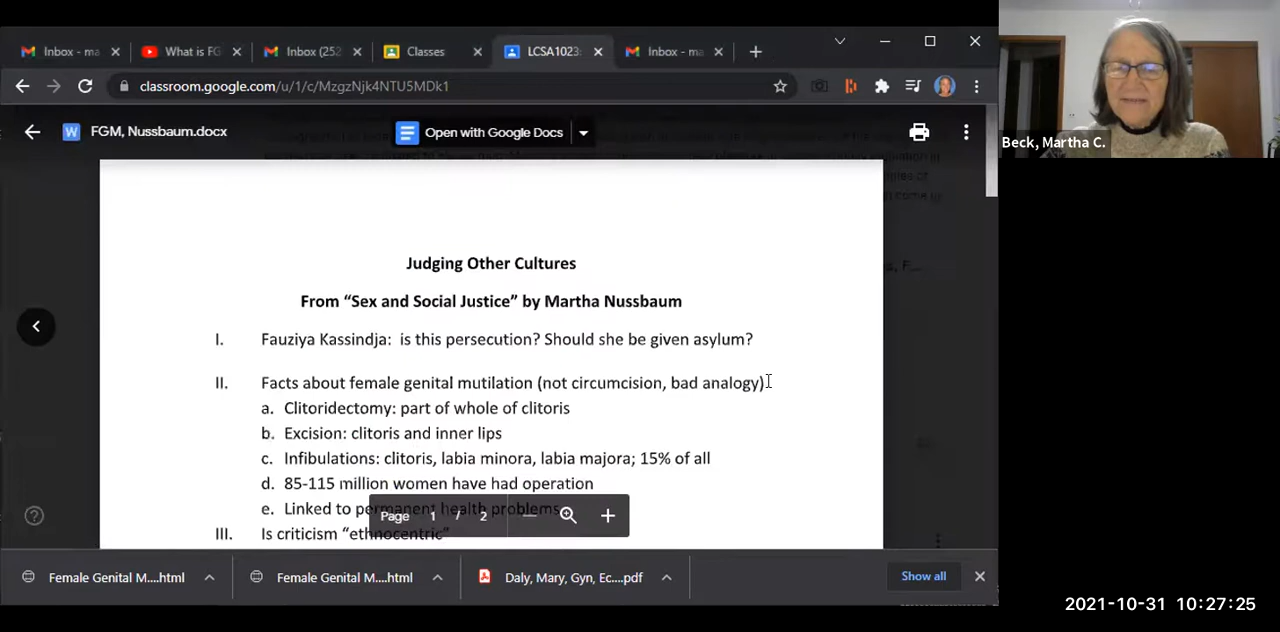 Inbox - ma
What is FG
Inbox (252
Classes
LCSA1023
Inbox - ma
classroom.google.com/u/1/c/MzgzNjk4NTU5MDk1
FGM, Nussbaum.docx
Open with Google Docs
Beck, Martha C.
Judging Other Cultures
From “Sex and Social Justice” by Martha Nussbaum
I. Fauziya Kassindja: is this persecution? Should she be given asylum?
II. Facts about female genital mutilation (not circumcision, bad analogy)
a. Clitoridectomy: part of whole of clitoris
b. Excision: clitoris and inner lips
c. Infibulations: clitoris, labia minora, labia majora; 15% of all
d. 85-115 million women have had operation
e. Linked to permanent health problems
Page 1 / 2
III. Is criticism “ethnocentric”
Female Genital M....html
Female Genital M....html
Daly, Mary, Gyn, Ec....pdf
Show all
2021-10-31 10:27:25